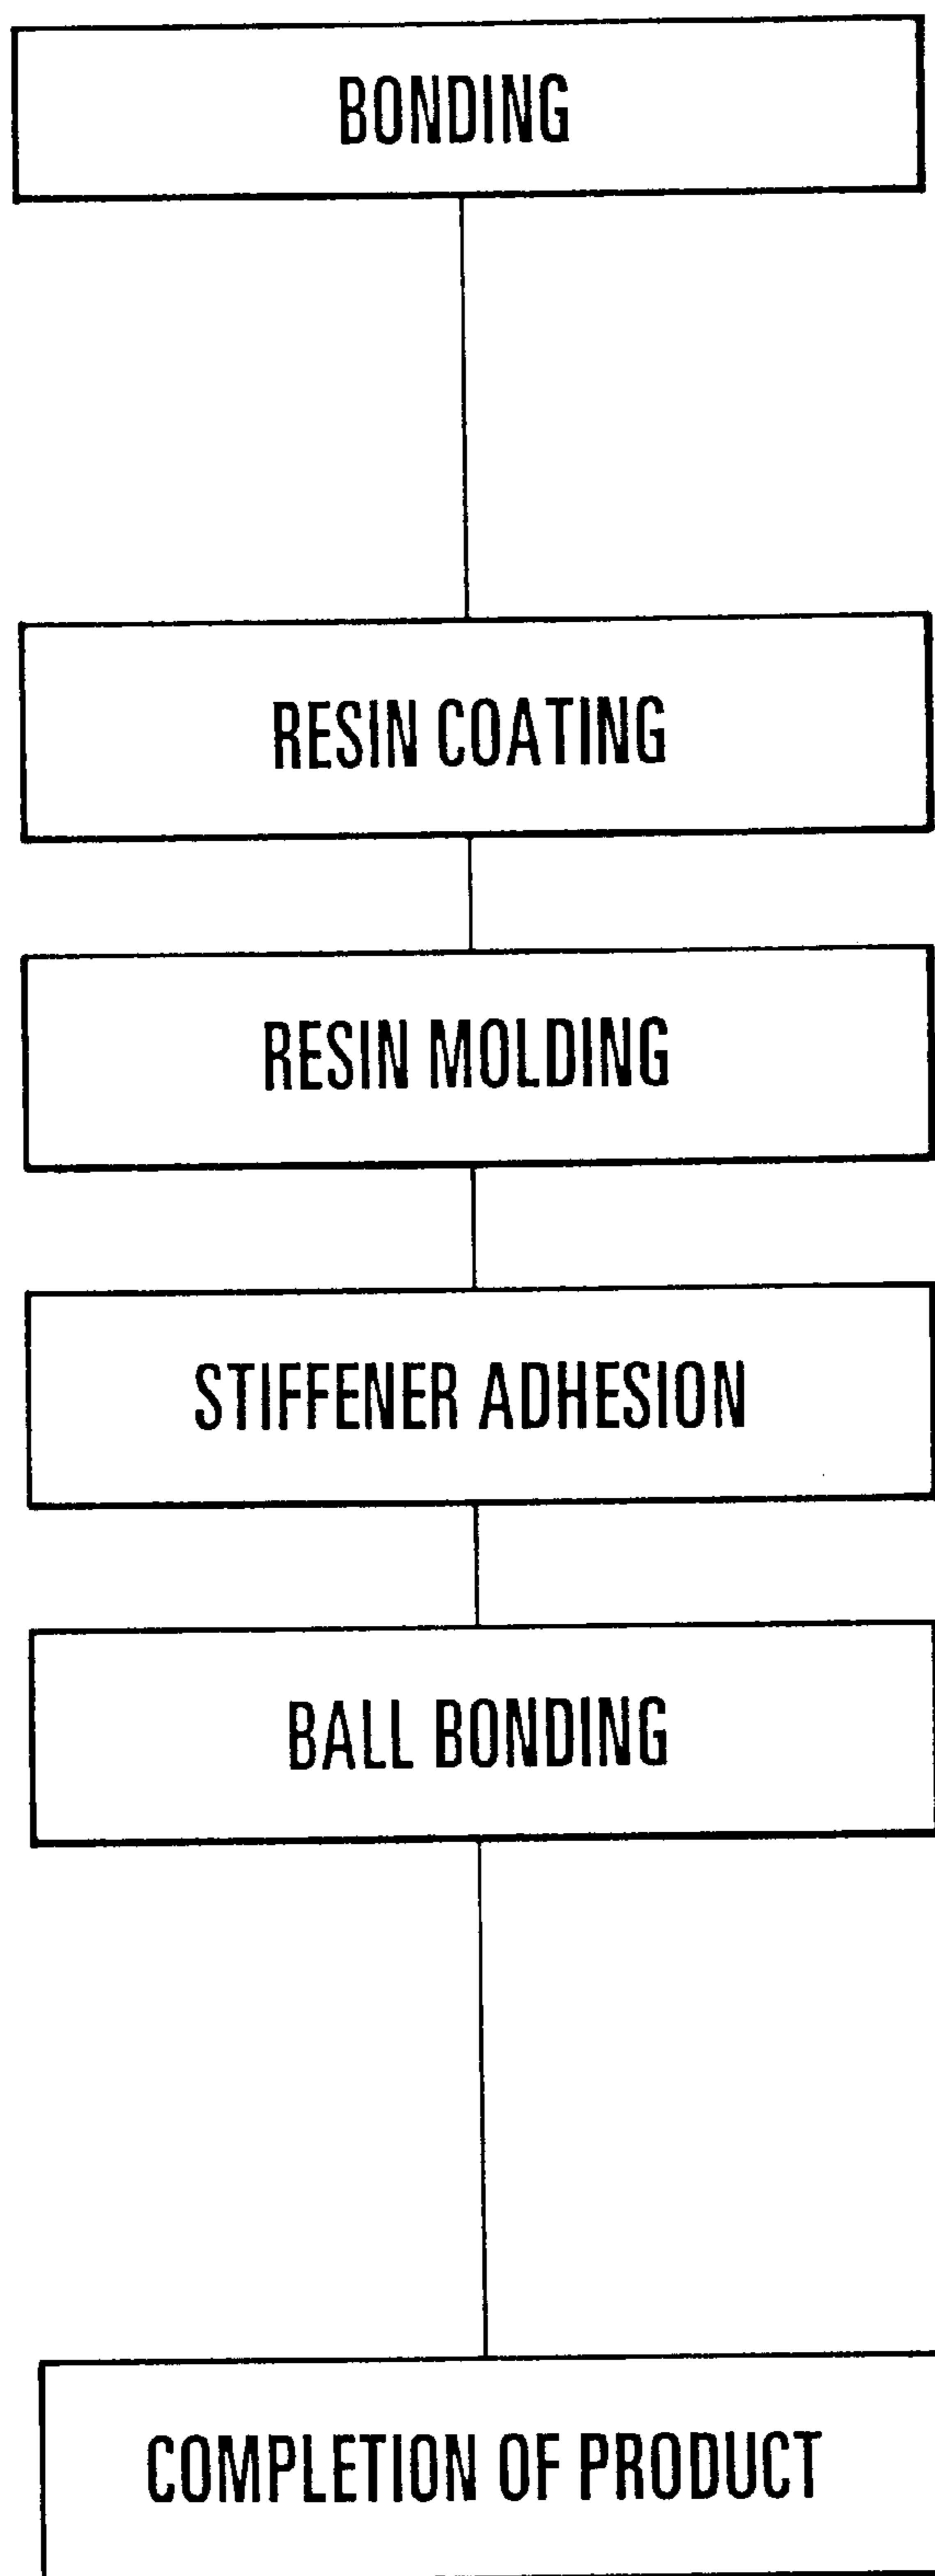 BONDING
RESIN COATING
RESIN MOLDING
STIFFENER ADHESION
BALL BONDING
COMPLETION OF PRODUCT